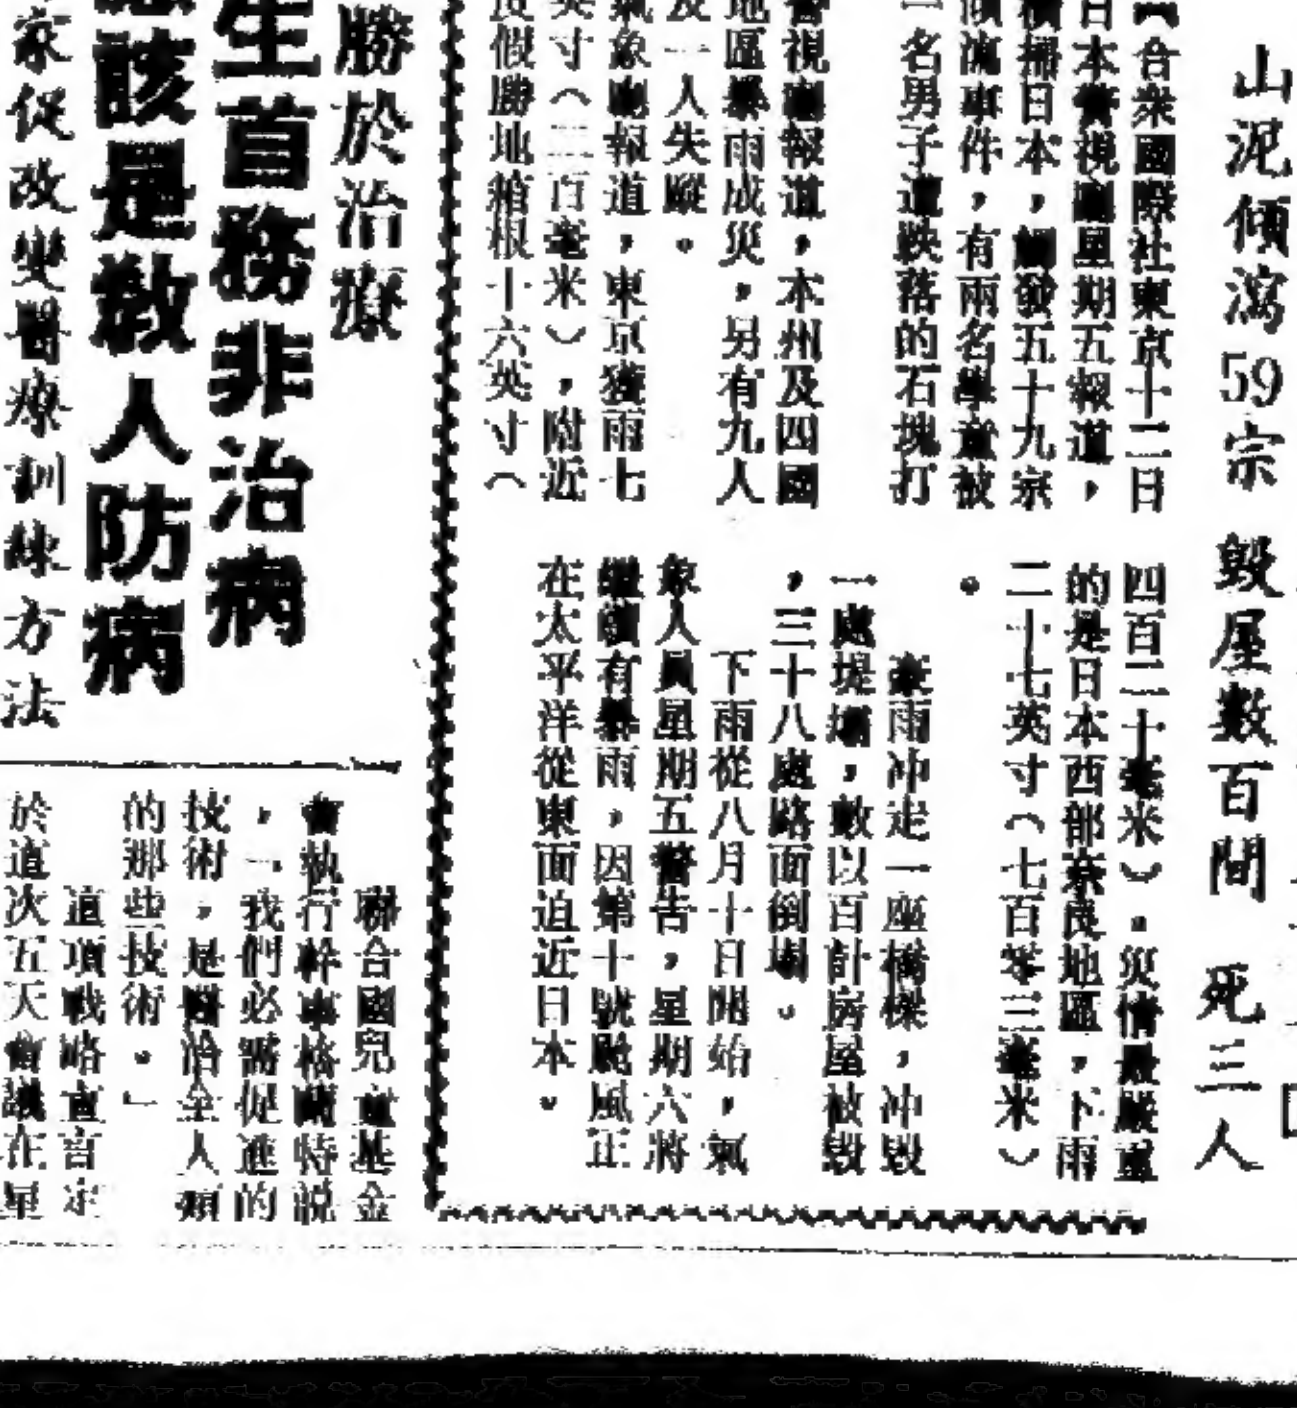 山泥傾瀉59宗 毀屋數百間 死三人
【合衆國際社東京十二日
日本警視廳星期五報道，
橫掃日本，觸發五十九宗
傾瀉事件，有兩名學童被
一名男子遭跌落的石塊打
警視廳報道，本州及四國
地區暴雨成災，另有九人
及一人失蹤。
氣象廳報道，東京獲雨七
英寸（二百毫米），附近
度假勝地箱根十六英寸（
四百二十毫米）。災情最嚴重
的是日本西部奈良地區，下雨
二十七英寸（七百零三毫米）
。
豪雨冲走一座橋樑，冲毀
一處堤壩，數以百計房屋被毀
，三十八處路面倒塌。
下雨從八月十日開始，氣
象人員星期五警告，星期六將
繼續有暴雨，因第十號颱風正
在太平洋從東面迫近日本。
勝於治療
生首務非治病
應該是教人防病
家促改變醫療訓練方法
聯合國兒童基金
會執行幹事格蘭特説
，「我們必需促進的
技術，是醫治全人類
的那些技術。」
這項戰略宣言定
於這次五天會議在星